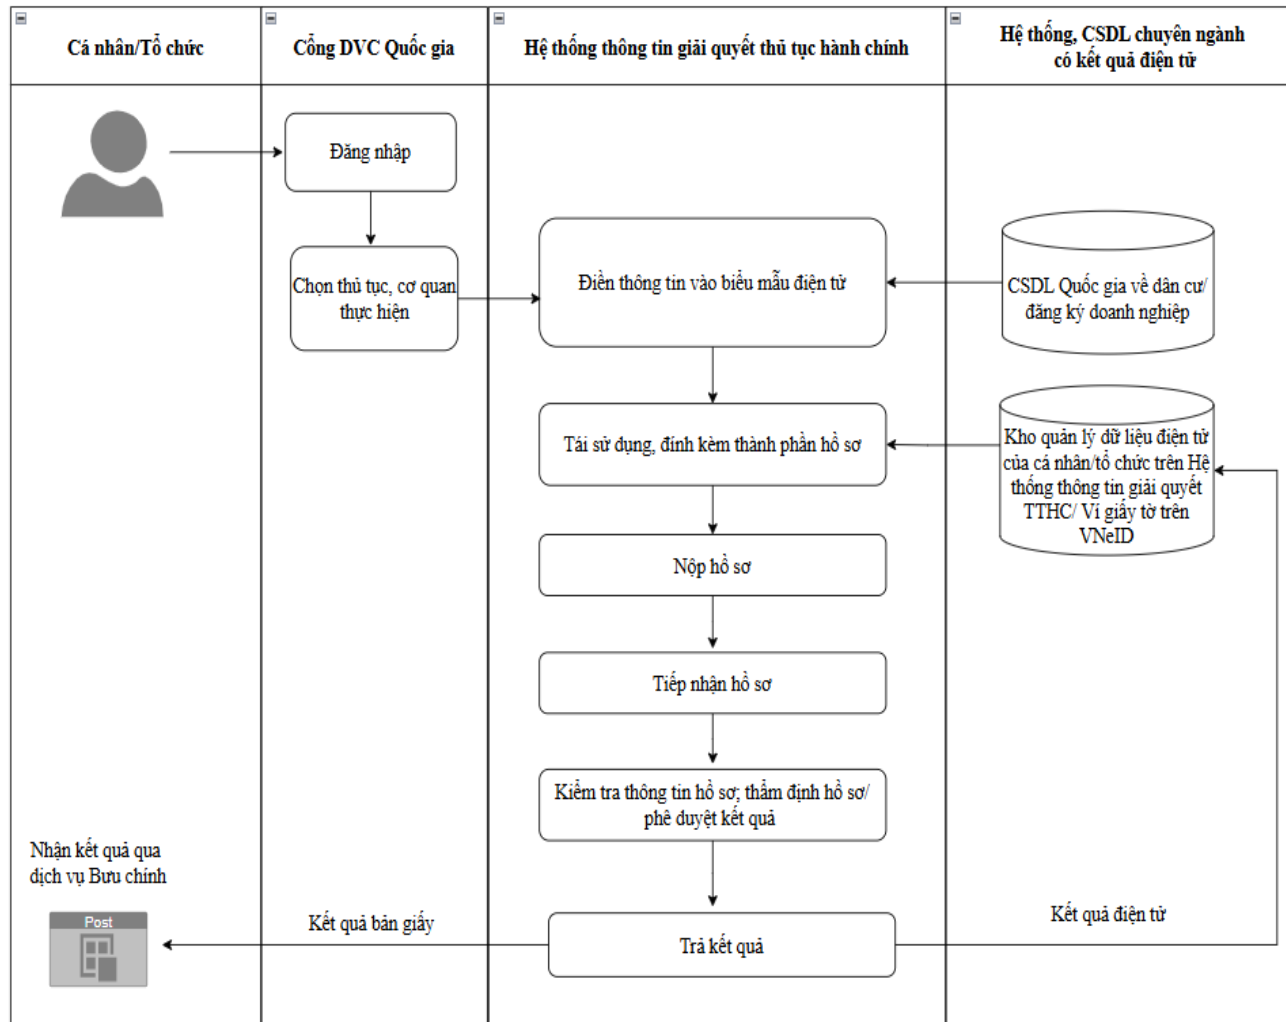 Cá nhân/Tổ chức
Cổng DVC Quốc gia
Hệ thống thông tin giải quyết thủ tục hành chính
Hệ thống, CSDL chuyên ngành
có kết quả điện tử
Đăng nhập
Chọn thủ tục, cơ quan
thực hiện
Điền thông tin vào biểu mẫu điện tử
CSDL Quốc gia về dân cư/
đăng ký doanh nghiệp
Tái sử dụng, đính kèm thành phần hồ sơ
Kho quản lý dữ liệu điện tử
của cá nhân/tổ chức trên Hệ
thống thông tin giải quyết
TTHC/ Ví giấy tờ trên
VNeID
Nộp hồ sơ
Tiếp nhận hồ sơ
Kiểm tra thông tin hồ sơ; thẩm định hồ sơ/
phê duyệt kết quả
Nhận kết quả qua
dịch vụ Bưu chính
Post
Kết quả bản giấy
Trả kết quả
Kết quả điện tử